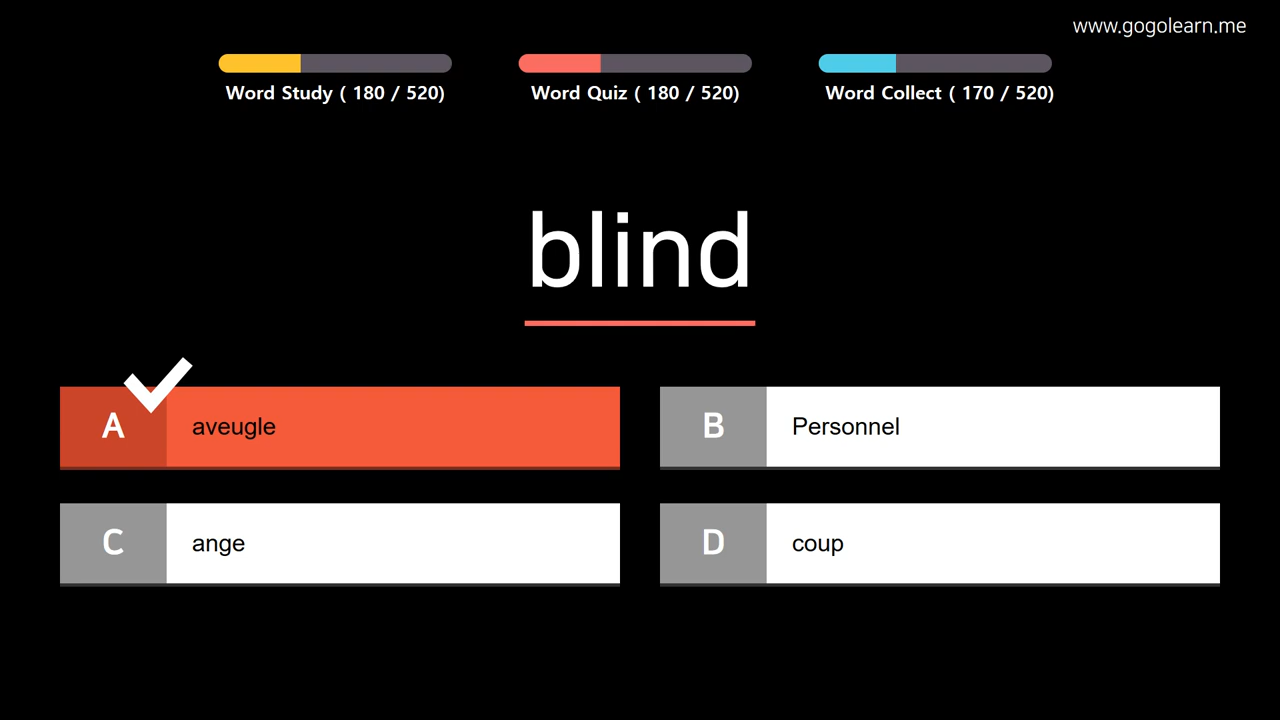 www.gogolearn.me
Word Study ( 180 / 520)
Word Quiz ( 180 / 520)
Word Collect ( 170 / 520)
blind
A aveugle
B Personnel
C ange
D coup